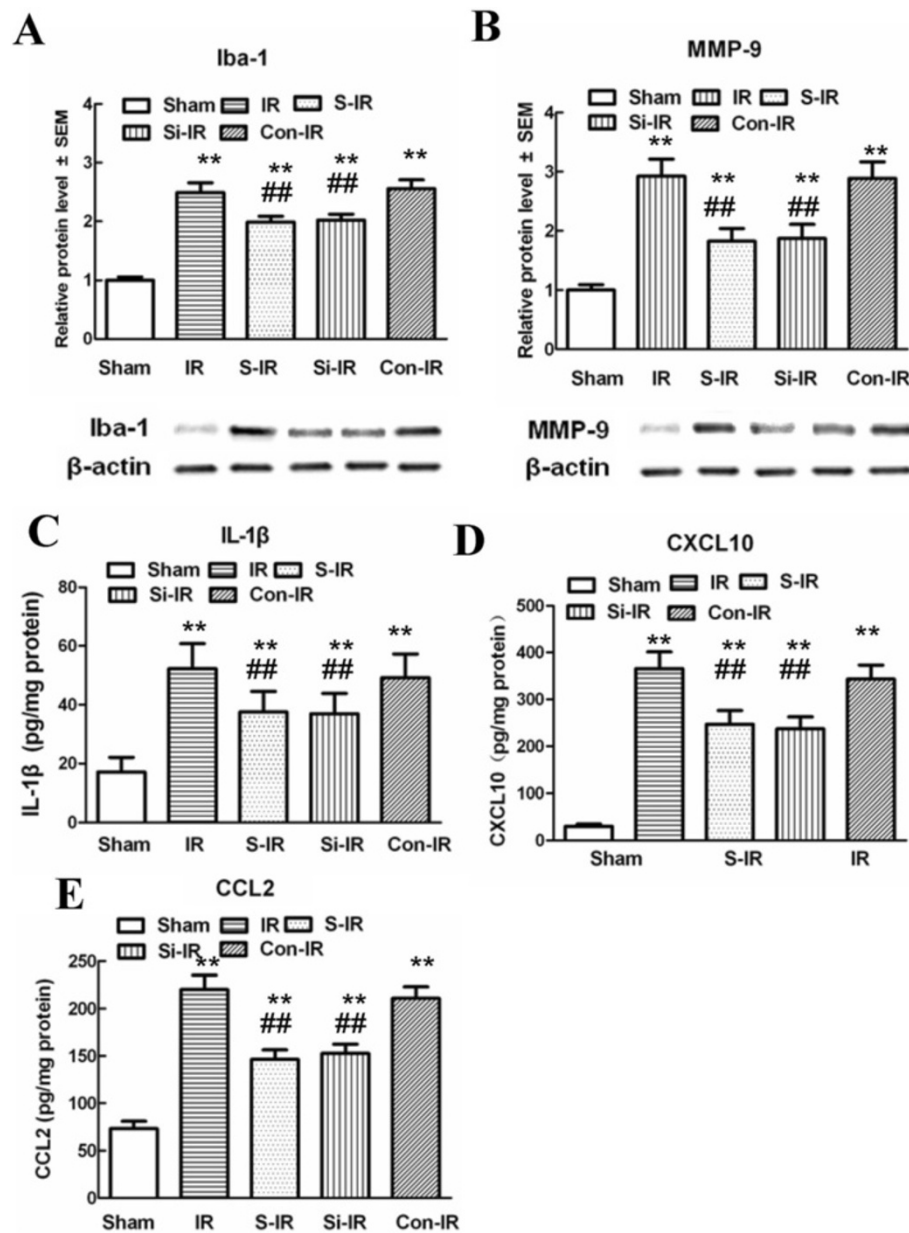 A
Iba-1
Sham IR S-IR
Si-IR Con-IR
Relative protein level ± SEM
4
3
2
1
0
**
**
##
**
##
**
Sham IR S-IR Si-IR Con-IR
Iba-1
β-actin
B
MMP-9
Sham IR S-IR
Si-IR Con-IR
Relative protein level ± SEM
4
3
2
1
0
**
**
##
**
##
**
Sham IR S-IR Si-IR Con-IR
MMP-9
β-actin
C
IL-1β
Sham IR S-IR
Si-IR Con-IR
IL-1β (pg/mg protein)
80
60
40
20
0
**
**
##
**
##
**
Sham IR S-IR Si-IR Con-IR
D
CXCL10
Sham IR S-IR
Si-IR Con-IR
CXCL10（pg/mg protein）
500
400
300
200
100
0
**
**
##
**
##
**
Sham S-IR IR
E
CCL2
Sham IR S-IR
Si-IR Con-IR
CCL2 (pg/mg protein)
250
200
150
100
50
0
**
**
##
**
##
**
Sham IR S-IR Si-IR Con-IR